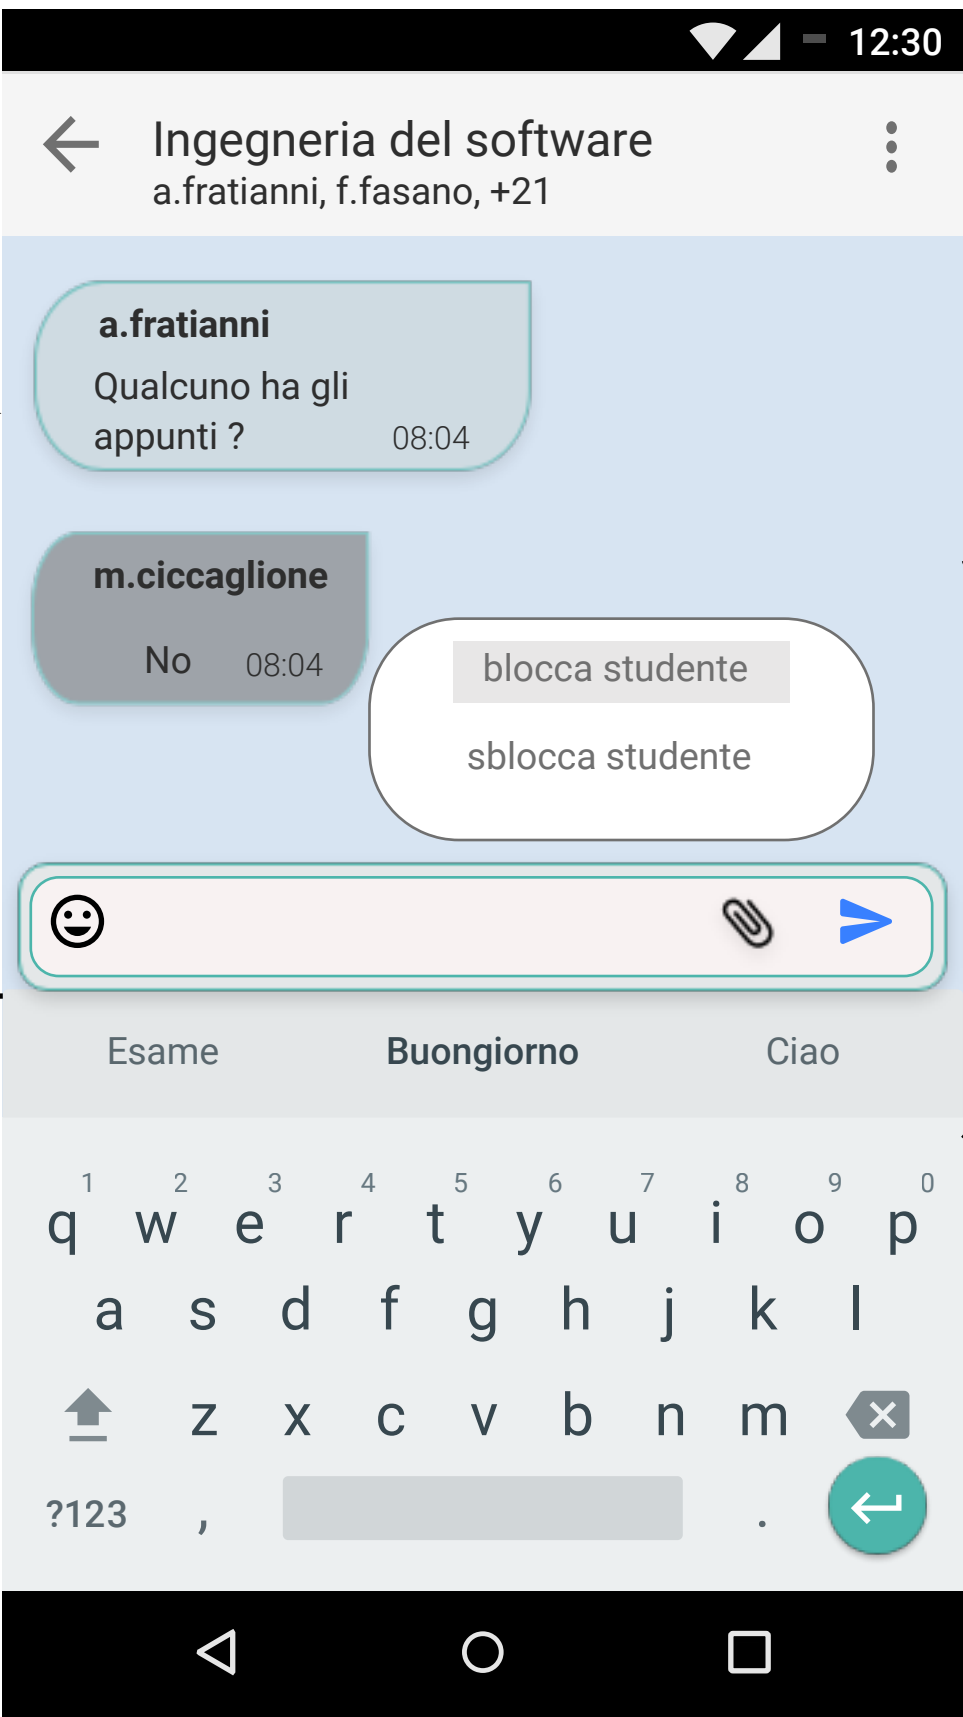 12:30
Ingegneria del software
a.fratianni, f.fasano, +21
a.fratianni
Qualcuno ha gli
appunti ?
08:04
m.ciccaglione
No
08:04
blocca studente
sblocca studente
Esame Buongiorno Ciao
1 2 3 4 5 6 7 8 9 0
q w e r t y u i o p
a s d f g h j k l
z x c v b n m
?123 , .